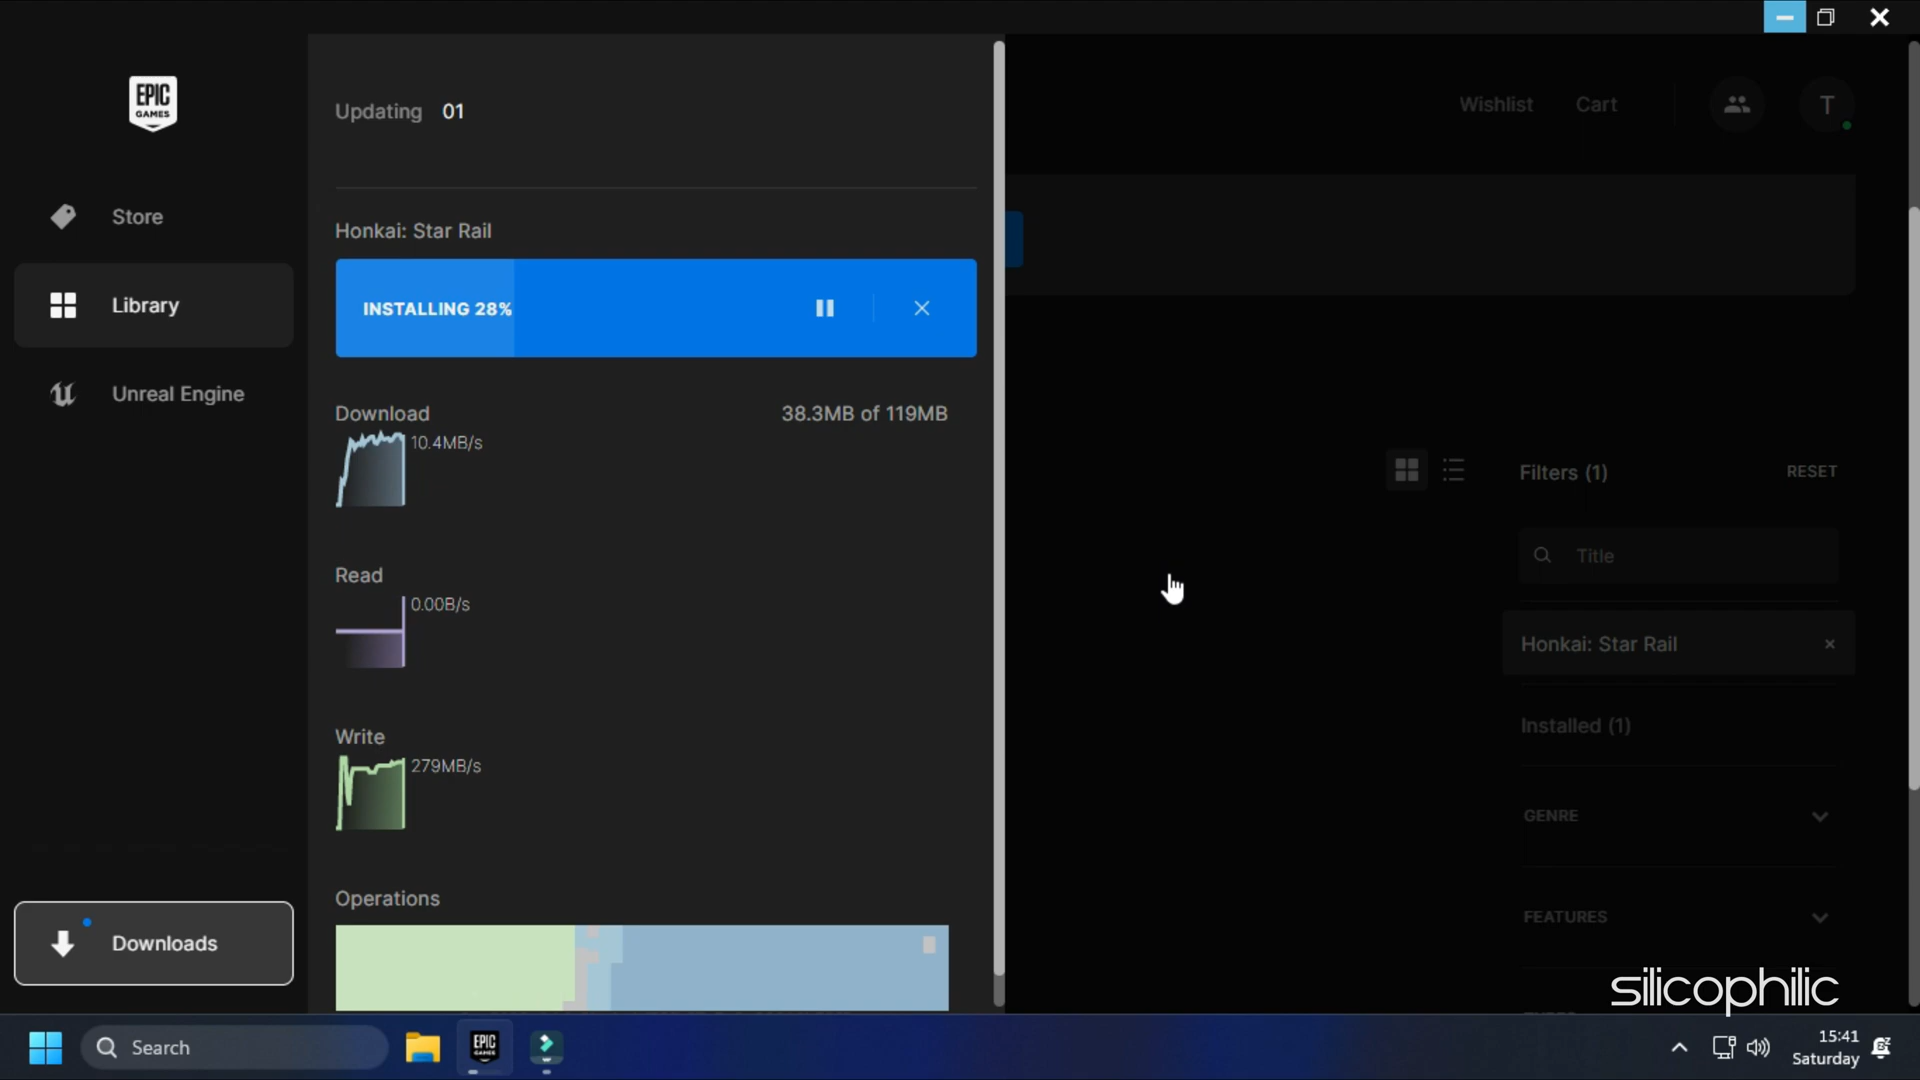 EPIC
GAMES
Store
Library
Unreal Engine
Downloads
Updating 01
Honkai: Star Rail
INSTALLING 28%
Download 38.3MB of 119MB
10.4MB/s
Read
0.00B/s
Write
279MB/s
Operations
Wishlist Cart T
Filters (1) RESET
Title
Honkai: Star Rail
Installed (1)
GENRE
FEATURES
silicophilic
Search
EPIC
GAMES
15:41
Saturday